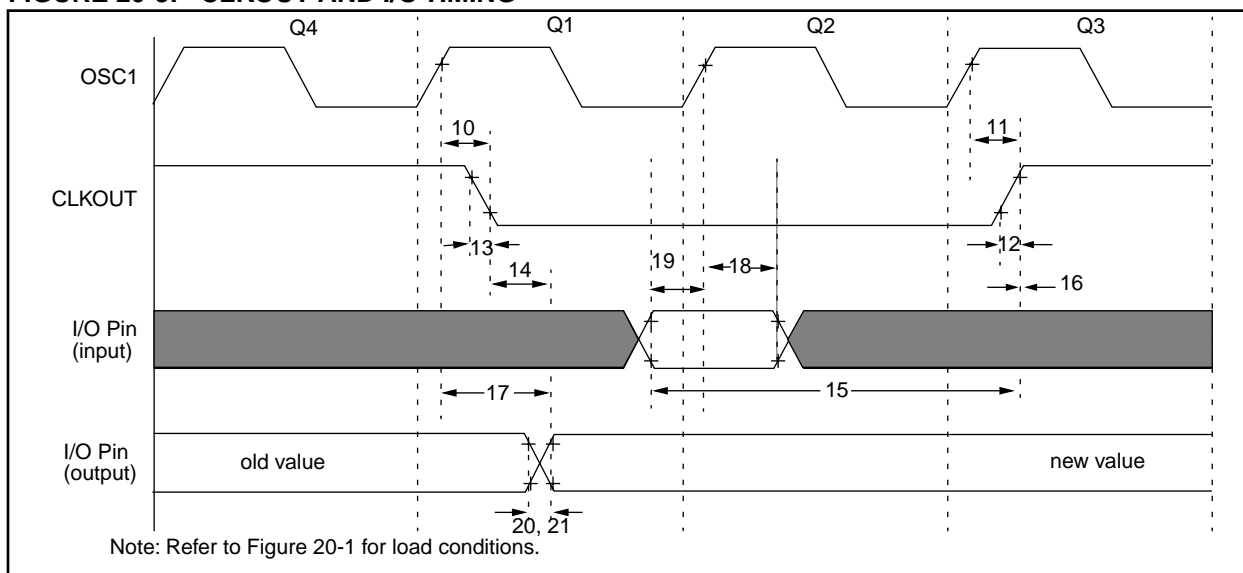 Q4 Q1 Q2 Q3
OSC1
10
11
CLKOUT
13
14
19
18
12
16
I/O Pin
(input)
17
15
I/O Pin
(output)
old value
new value
20, 21
Note: Refer to Figure 20-1 for load conditions.